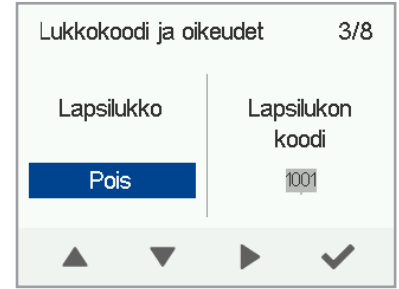 Lukkokoodi ja oikeudet 3/8
Lapsilukko
Pois
Lapsilukon
koodi
1001